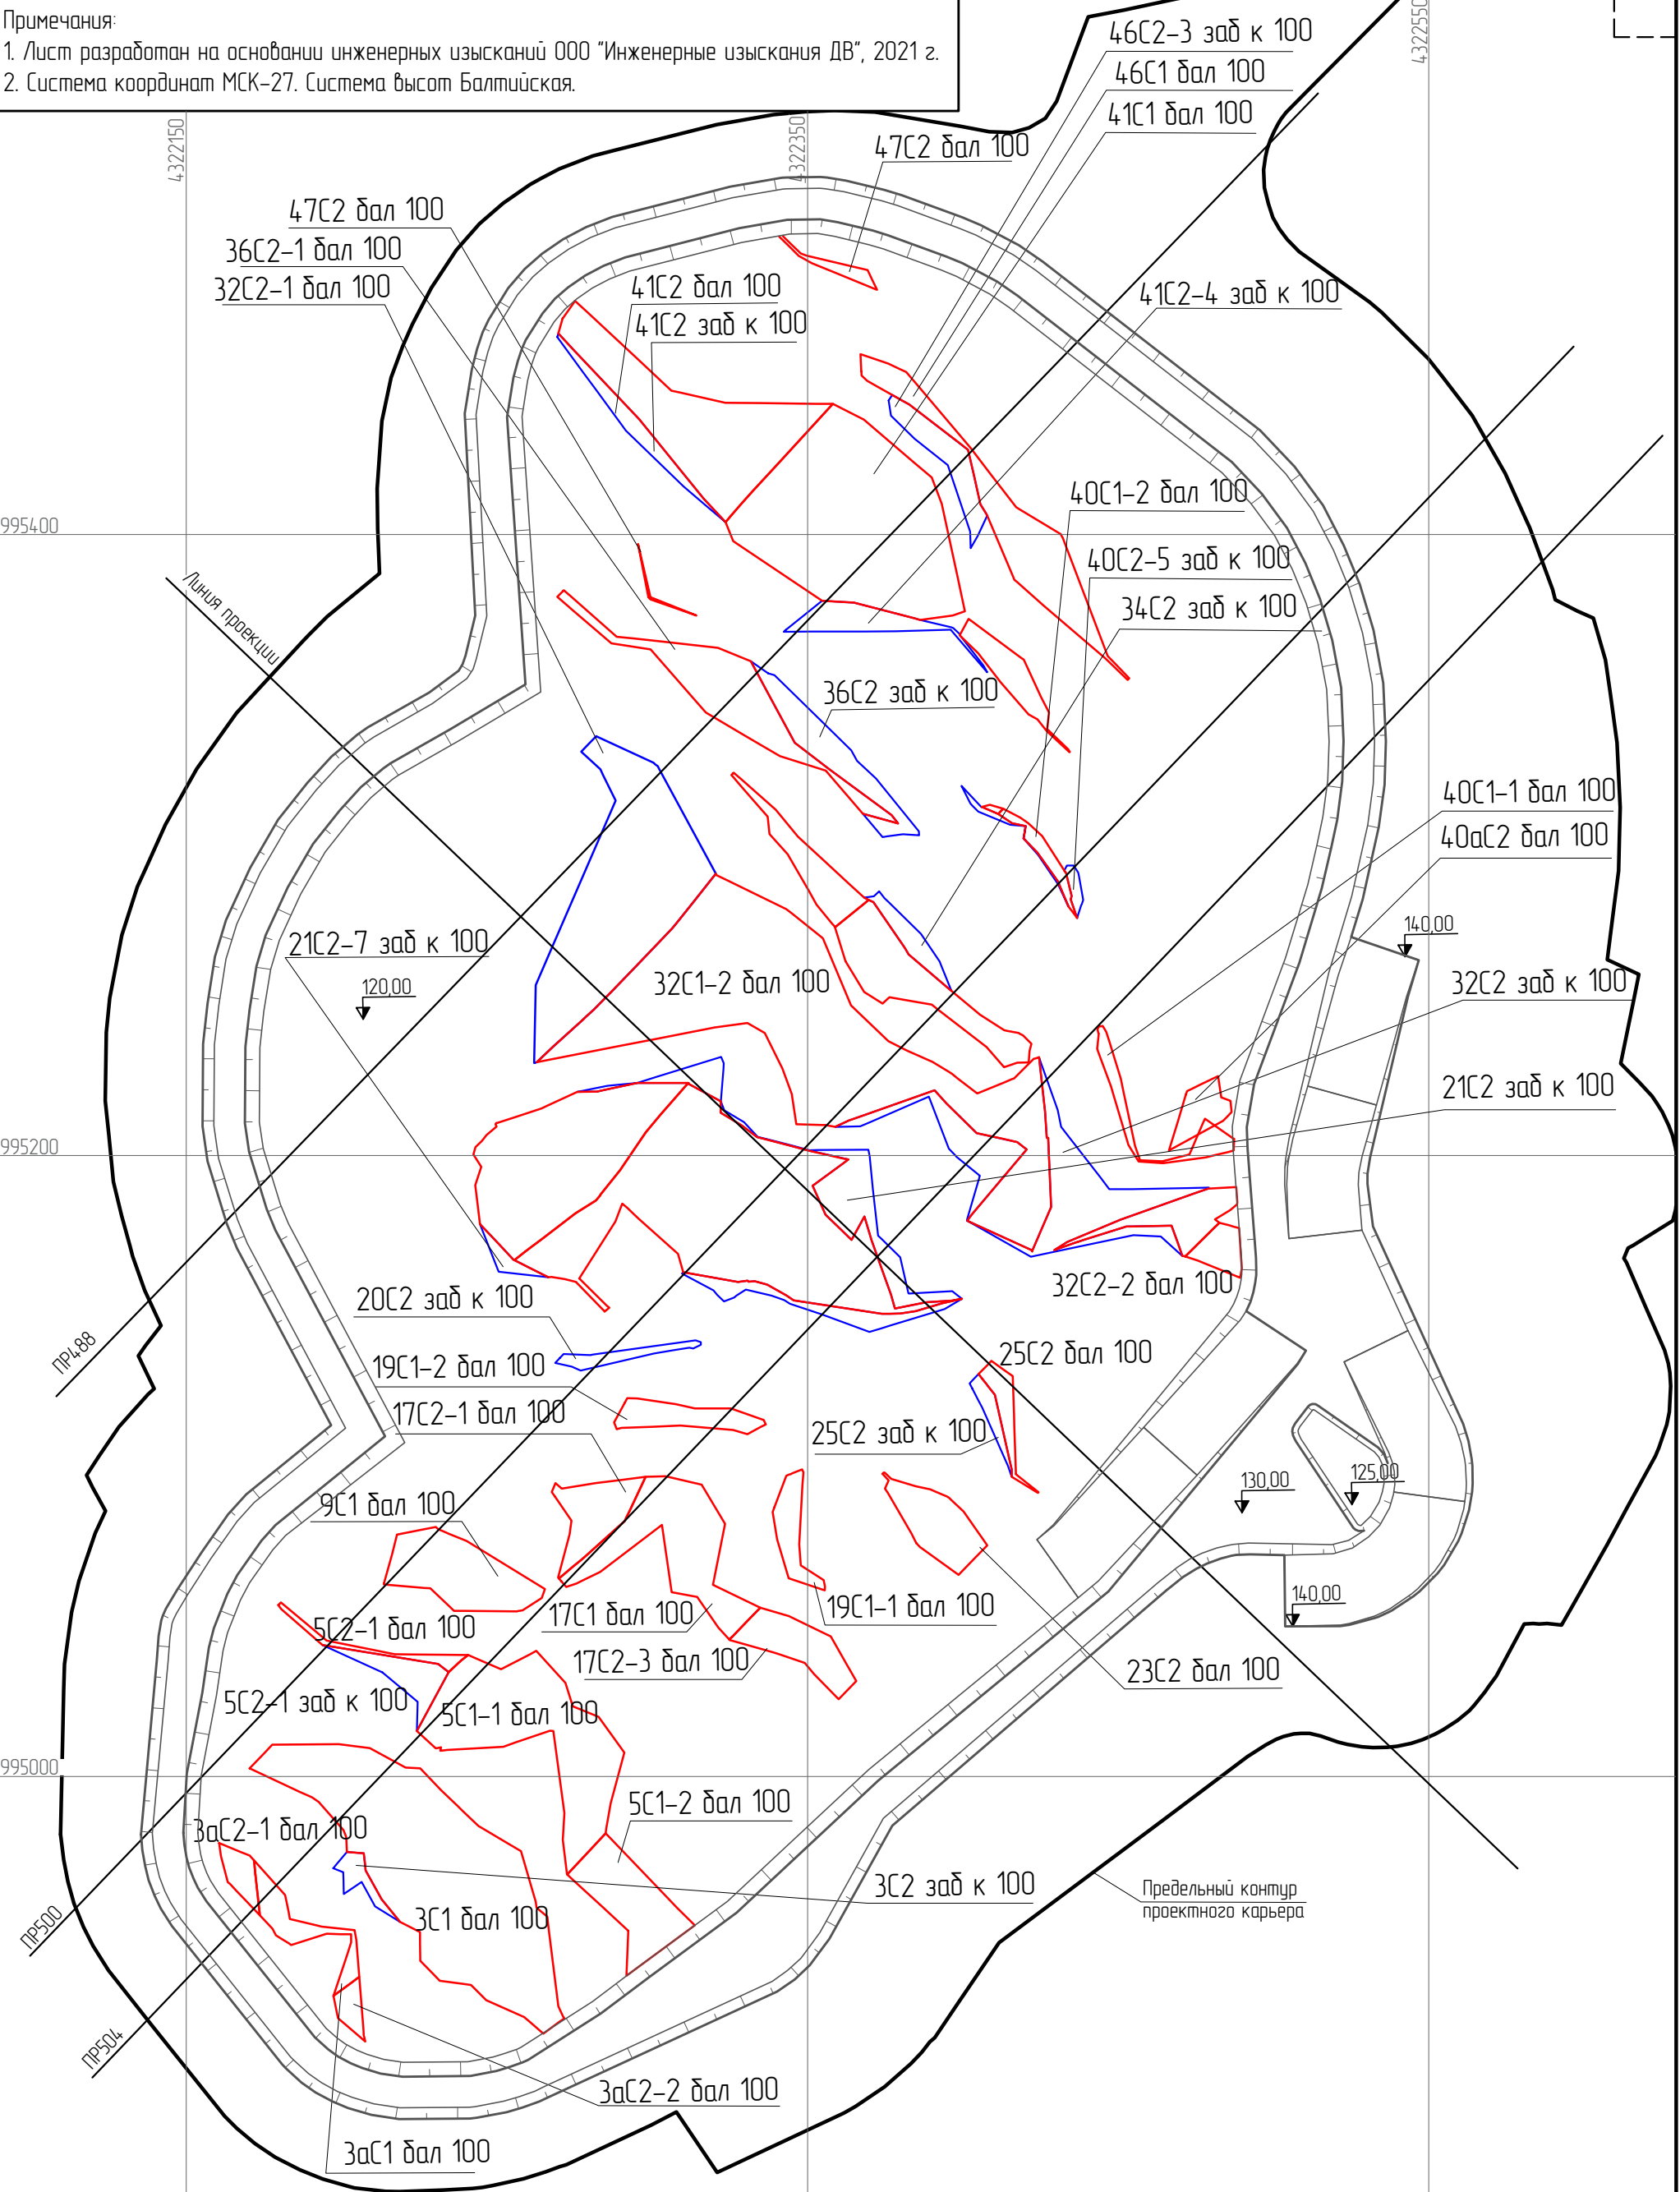 Примечания:
1. Лист разработан на основании инженерных изысканий ООО "Инженерные изыскания ДВ", 2021 г.
2. Система координат МСК-27. Система высот Балтийская.
4322150
4322350
4322550
46С2-3 заб к 100
46С1 бал 100
41С1 бал 100
47С2 бал 100
47С2 бал 100
36С2-1 бал 100
32С2-1 бал 100
41С2 бал 100
41С2 заб к 100
41С2-4 заб к 100
40С1-2 бал 100
995400
40С2-5 заб к 100
34С2 заб к 100
Линия проекции
36С2 заб к 100
40С1-1 бал 100
40аС2 бал 100
140,00
21С2-7 заб к 100
120,00
32С1-2 бал 100
32С2 заб к 100
21С2 заб к 100
995200
32С2-2 бал 100
20С2 заб к 100
ПР488
19С1-2 бал 100
25С2 бал 100
17С2-1 бал 100
25С2 заб к 100
130,00
125,00
9С1 бал 100
140,00
19С1-1 бал 100
17С1 бал 100
5С2-1 бал 100
17С2-3 бал 100
23С2 бал 100
5С2-1 заб к 100
5С1-1 бал 100
995000
5С1-2 бал 100
3аС2-1 бал 100
3С2 заб к 100
Предельный контур
проектного карьера
3С1 бал 100
ПР500
ПР504
3аС2-2 бал 100
3аС1 бал 100